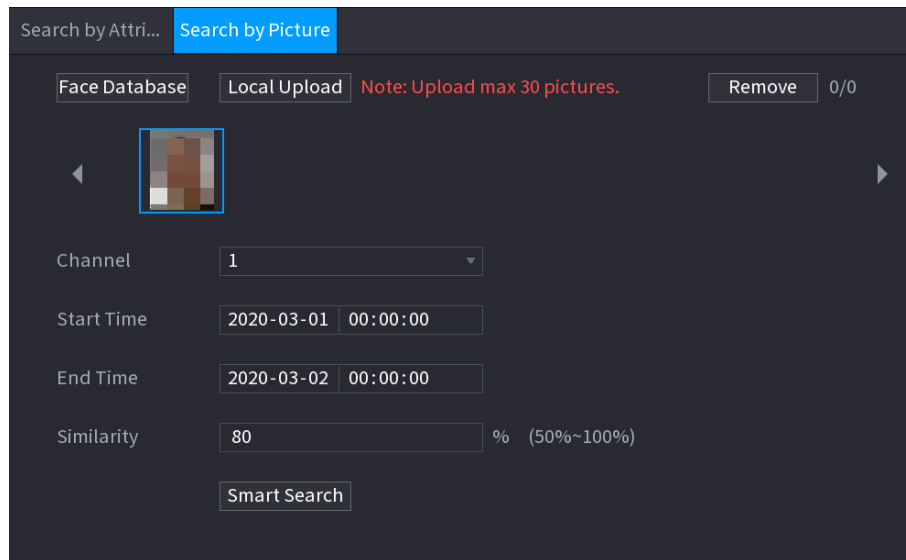 Search by Attri... Search by Picture
Face Database Local Upload Note: Upload max 30 pictures. Remove 0/0
Channel 1
Start Time 2020-03-01 00:00:00
End Time 2020-03-02 00:00:00
Similarity 80 % (50%~100%)
Smart Search